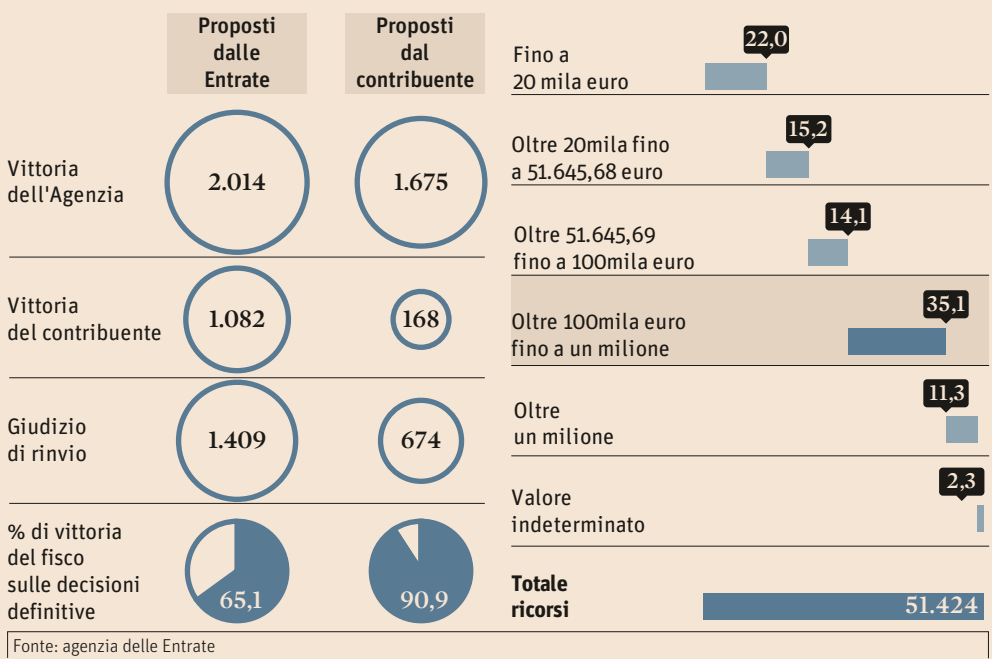 Proposti
dalle
Entrate
Proposti
dal
contribuente
Vittoria
dell'Agenzia
2.014
1.675
Vittoria
del contribuente
1.082
168
Giudizio
di rinvio
1.409
674
% di vittoria
del fisco
sulle decisioni
definitive
65,1
90,9
Fino a
20 mila euro
22,0
Oltre 20mila fino
a 51.645,68 euro
15,2
Oltre 51.645,69
fino a 100mila euro
14,1
Oltre 100mila euro
fino a un milione
35,1
Oltre
un milione
11,3
Valore
indeterminato
2,3
Totale
ricorsi
51.424
Fonte: agenzia delle Entrate